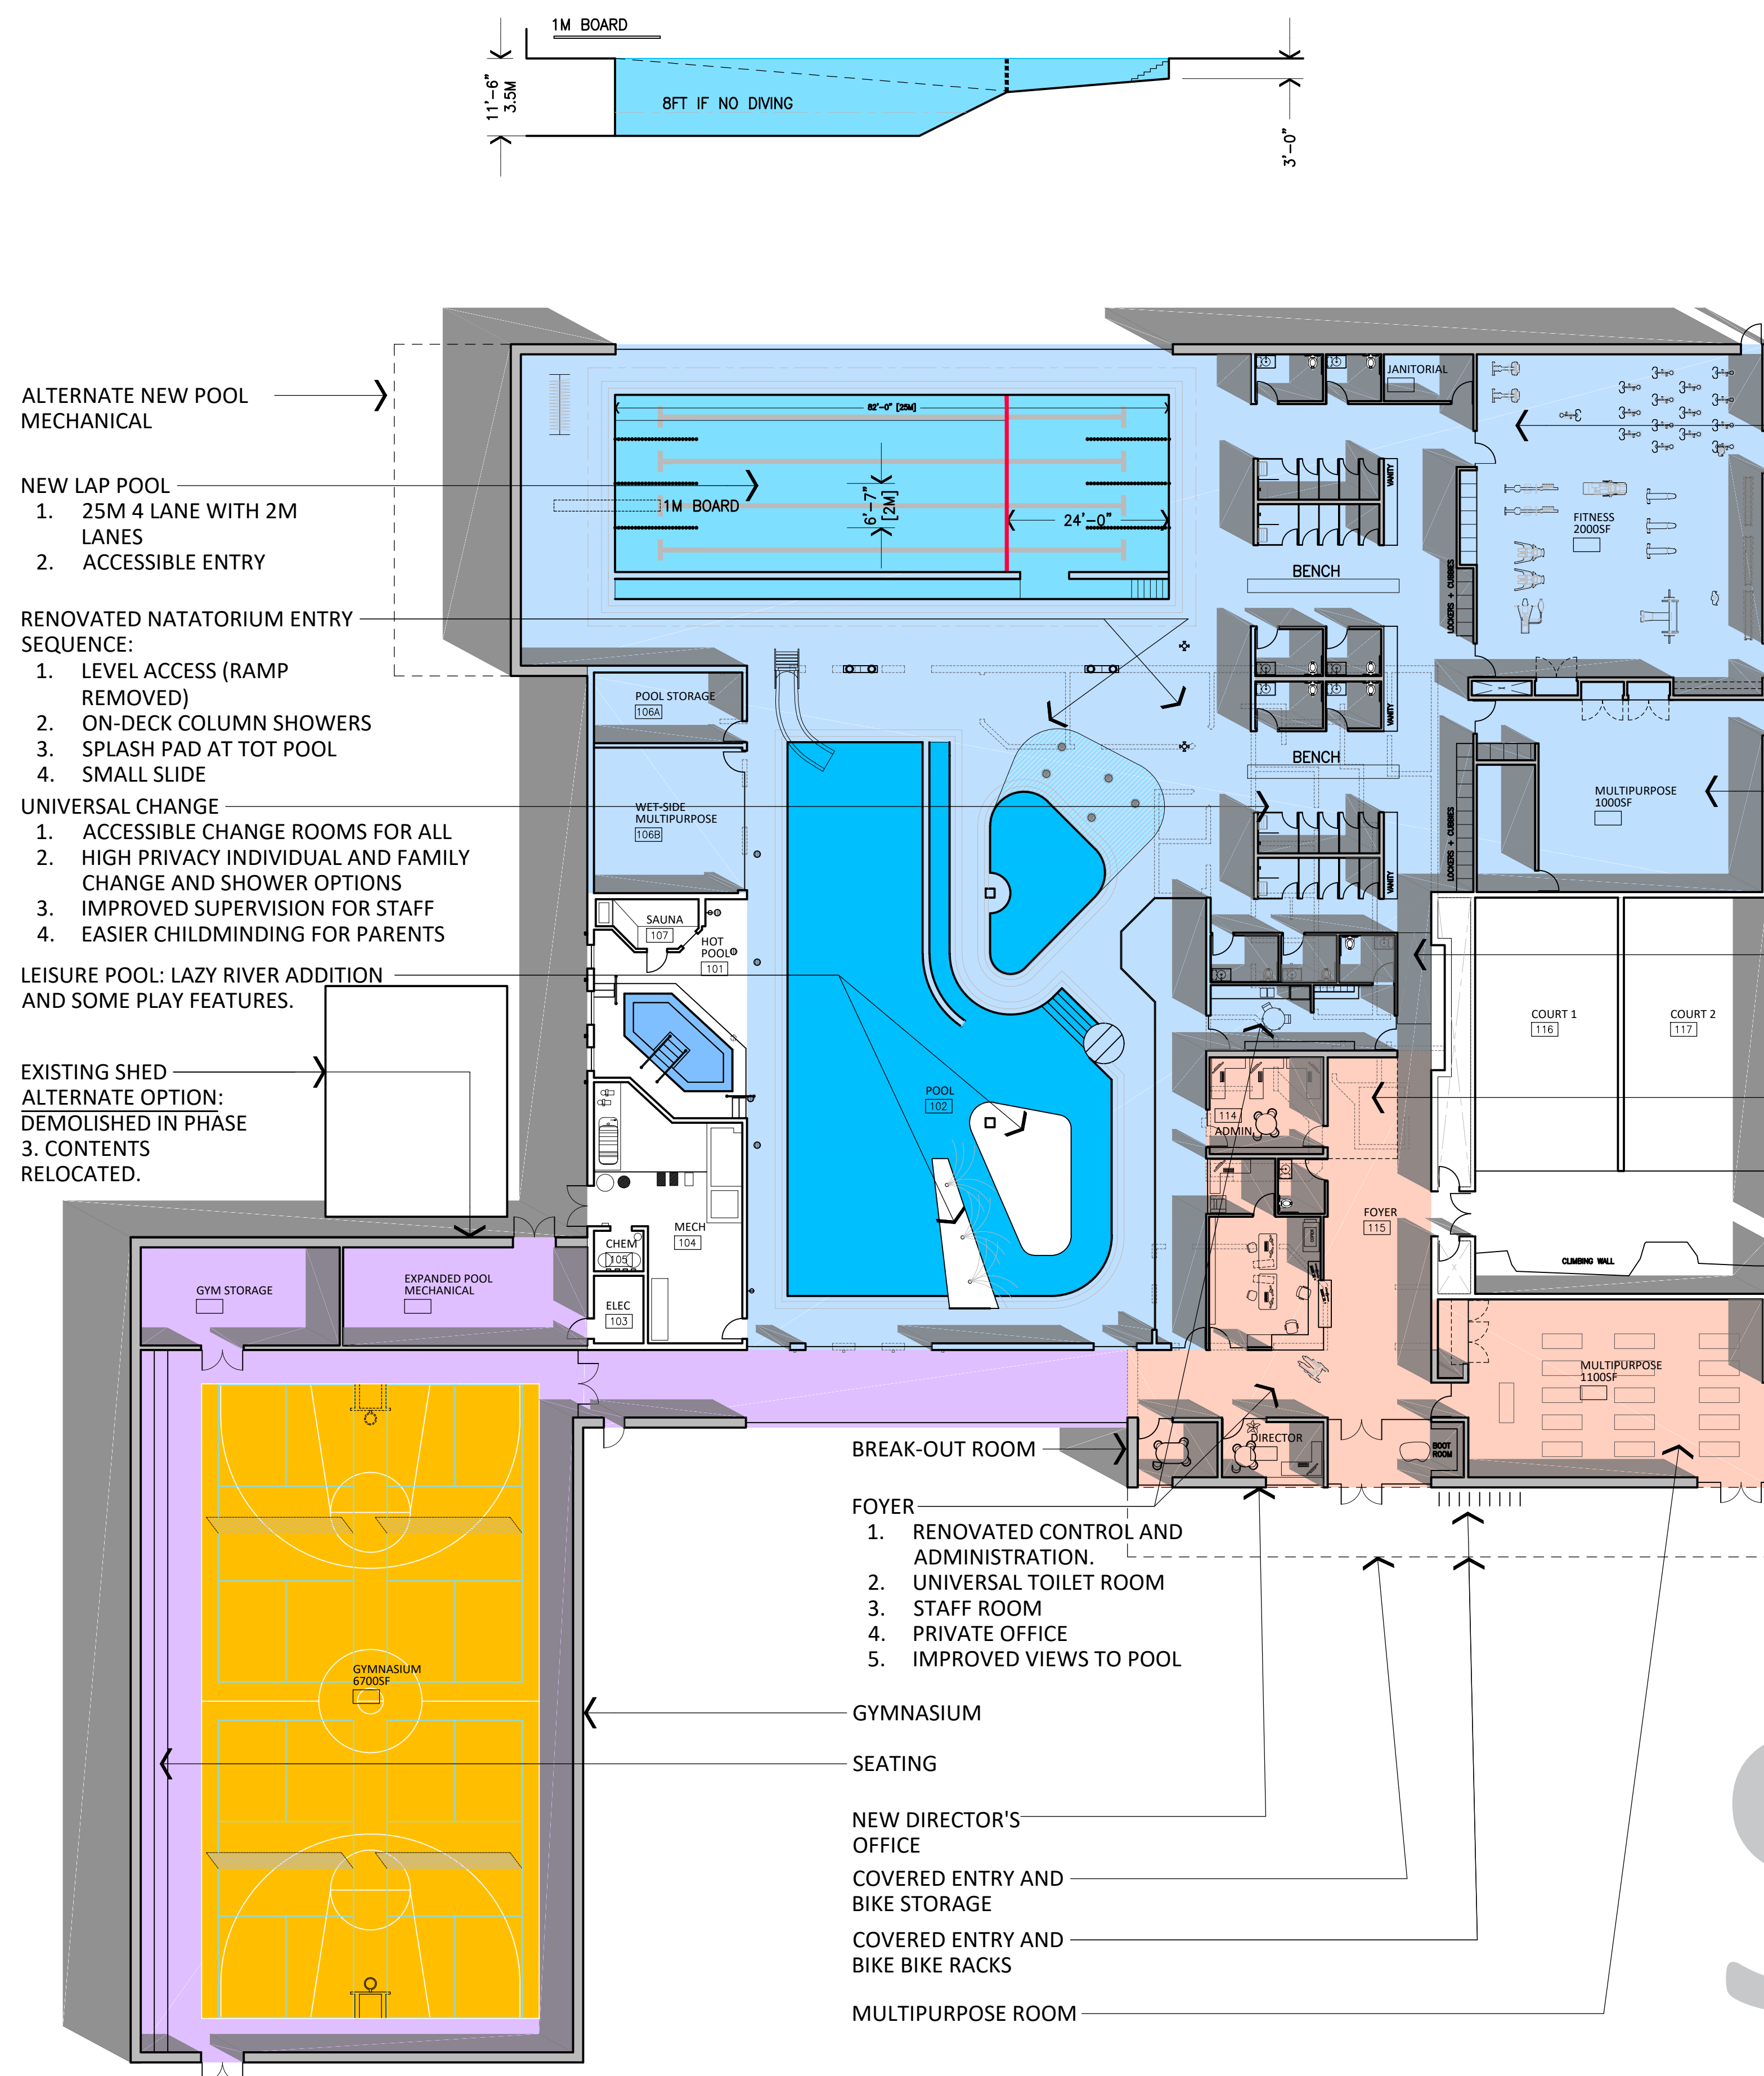 1M BOARD
11'-6"
3.5M
8FT IF NO DIVING
3'-0"
ALTERNATE NEW POOL
MECHANICAL
NEW LAP POOL
1. 25M 4 LANE WITH 2M
LANES
2. ACCESSIBLE ENTRY
RENOVATED NATATORIUM ENTRY
SEQUENCE:
1. LEVEL ACCESS (RAMP
REMOVED)
2. ON-DECK COLUMN SHOWERS
3. SPLASH PAD AT TOT POOL
4. SMALL SLIDE
UNIVERSAL CHANGE
1. ACCESSIBLE CHANGE ROOMS FOR ALL
2. HIGH PRIVACY INDIVIDUAL AND FAMILY
CHANGE AND SHOWER OPTIONS
3. IMPROVED SUPERVISION FOR STAFF
4. EASIER CHILDMINDING FOR PARENTS
LEISURE POOL: LAZY RIVER ADDITION
AND SOME PLAY FEATURES.
EXISTING SHED
ALTERNATE OPTION:
DEMOLISHED IN PHASE
3. CONTENTS
RELOCATED.
82'-0" [25M]
1M BOARD
6'-7"
[2M]
24'-0"
JANITORIAL
VANITY
BENCH
LOCKERS + CUBBIES
FITNESS
2000SF
VANITY
BENCH
LOCKERS + CUBBIES
VANITY
MULTIPURPOSE
1000SF
POOL STORAGE
106A
WET-SIDE
MULTIPURPOSE
106B
SAUNA
107
HOT
POOL
101
POOL
102
COURT 1
116
COURT 2
117
114
ADMIN
FOYER
115
CLIMBING WALL
MECH
104
CHEM
105
ELEC
103
GYM STORAGE
EXPANDED POOL
MECHANICAL
MULTIPURPOSE
1100SF
DIRECTOR
BOOT
ROOM
GYMNASIUM
6700SF
BREAK-OUT ROOM
FOYER
1. RENOVATED CONTROL AND
ADMINISTRATION.
2. UNIVERSAL TOILET ROOM
3. STAFF ROOM
4. PRIVATE OFFICE
5. IMPROVED VIEWS TO POOL
GYMNASIUM
SEATING
NEW DIRECTOR'S
OFFICE
COVERED ENTRY AND
BIKE STORAGE
COVERED ENTRY AND
BIKE BIKE RACKS
MULTIPURPOSE ROOM